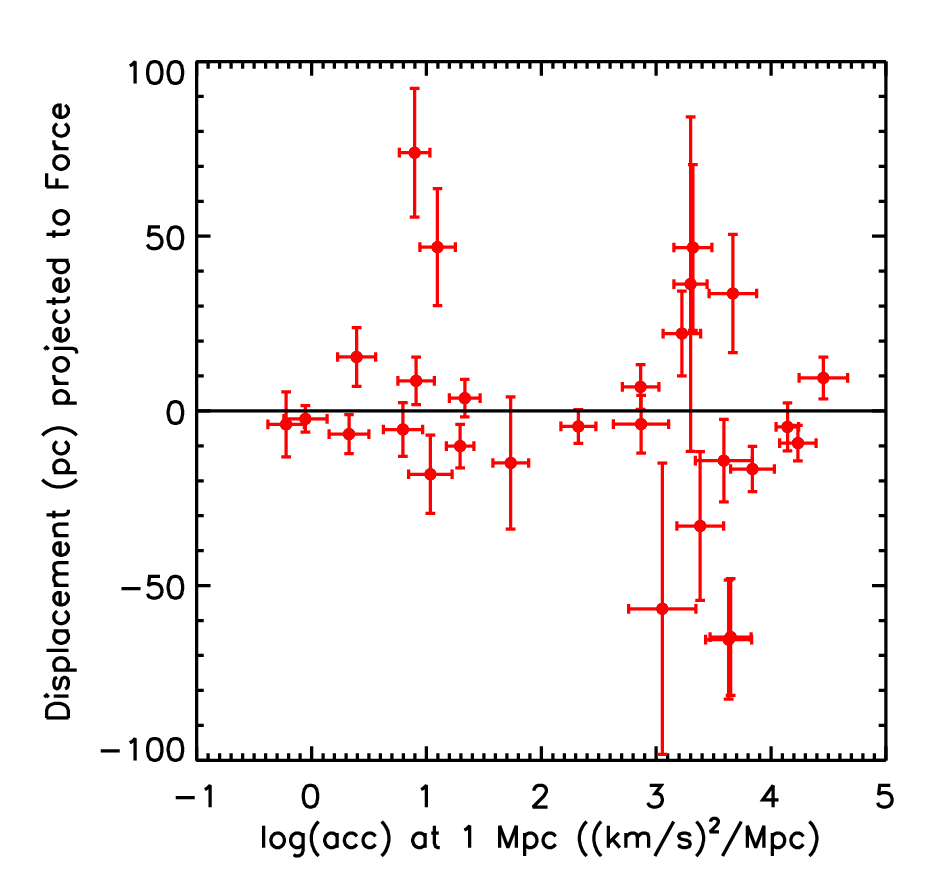 Displacement (pc) projected to Force
100
50
0
−50
−100
−1 0 1 2 3 4 5
log(acc) at 1 Mpc ((km/s)²/Mpc)